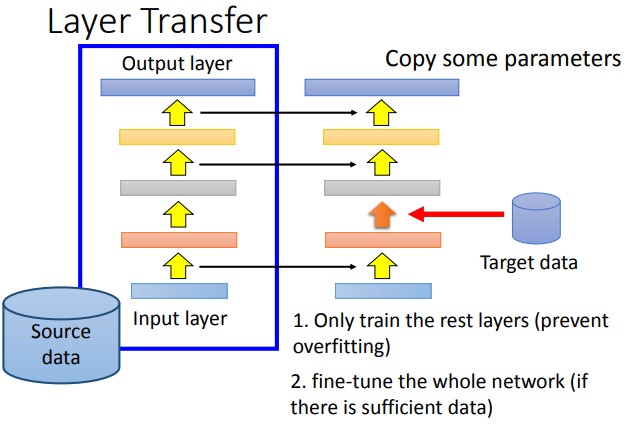 Layer Transfer
Output layer
Copy some parameters
Target data
Source
data
Input layer
1. Only train the rest layers (prevent
overfitting)
2. fine-tune the whole network (if
there is sufficient data)